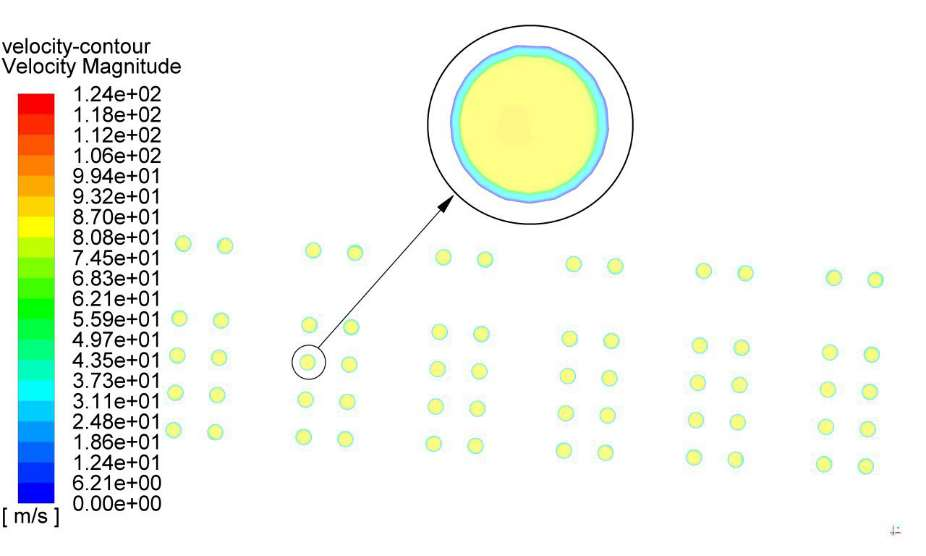 velocity-contour
Velocity Magnitude
1.24e+02
1.18e+02
1.12e+02
1.06e+02
9.94e+01
9.32e+01
8.70e+01
8.08e+01
7.45e+01
6.83e+01
6.21e+01
5.59e+01
4.97e+01
4.35e+01
3.73e+01
3.11e+01
2.48e+01
1.86e+01
1.24e+01
6.21e+00
0.00e+00
[ m/s ]